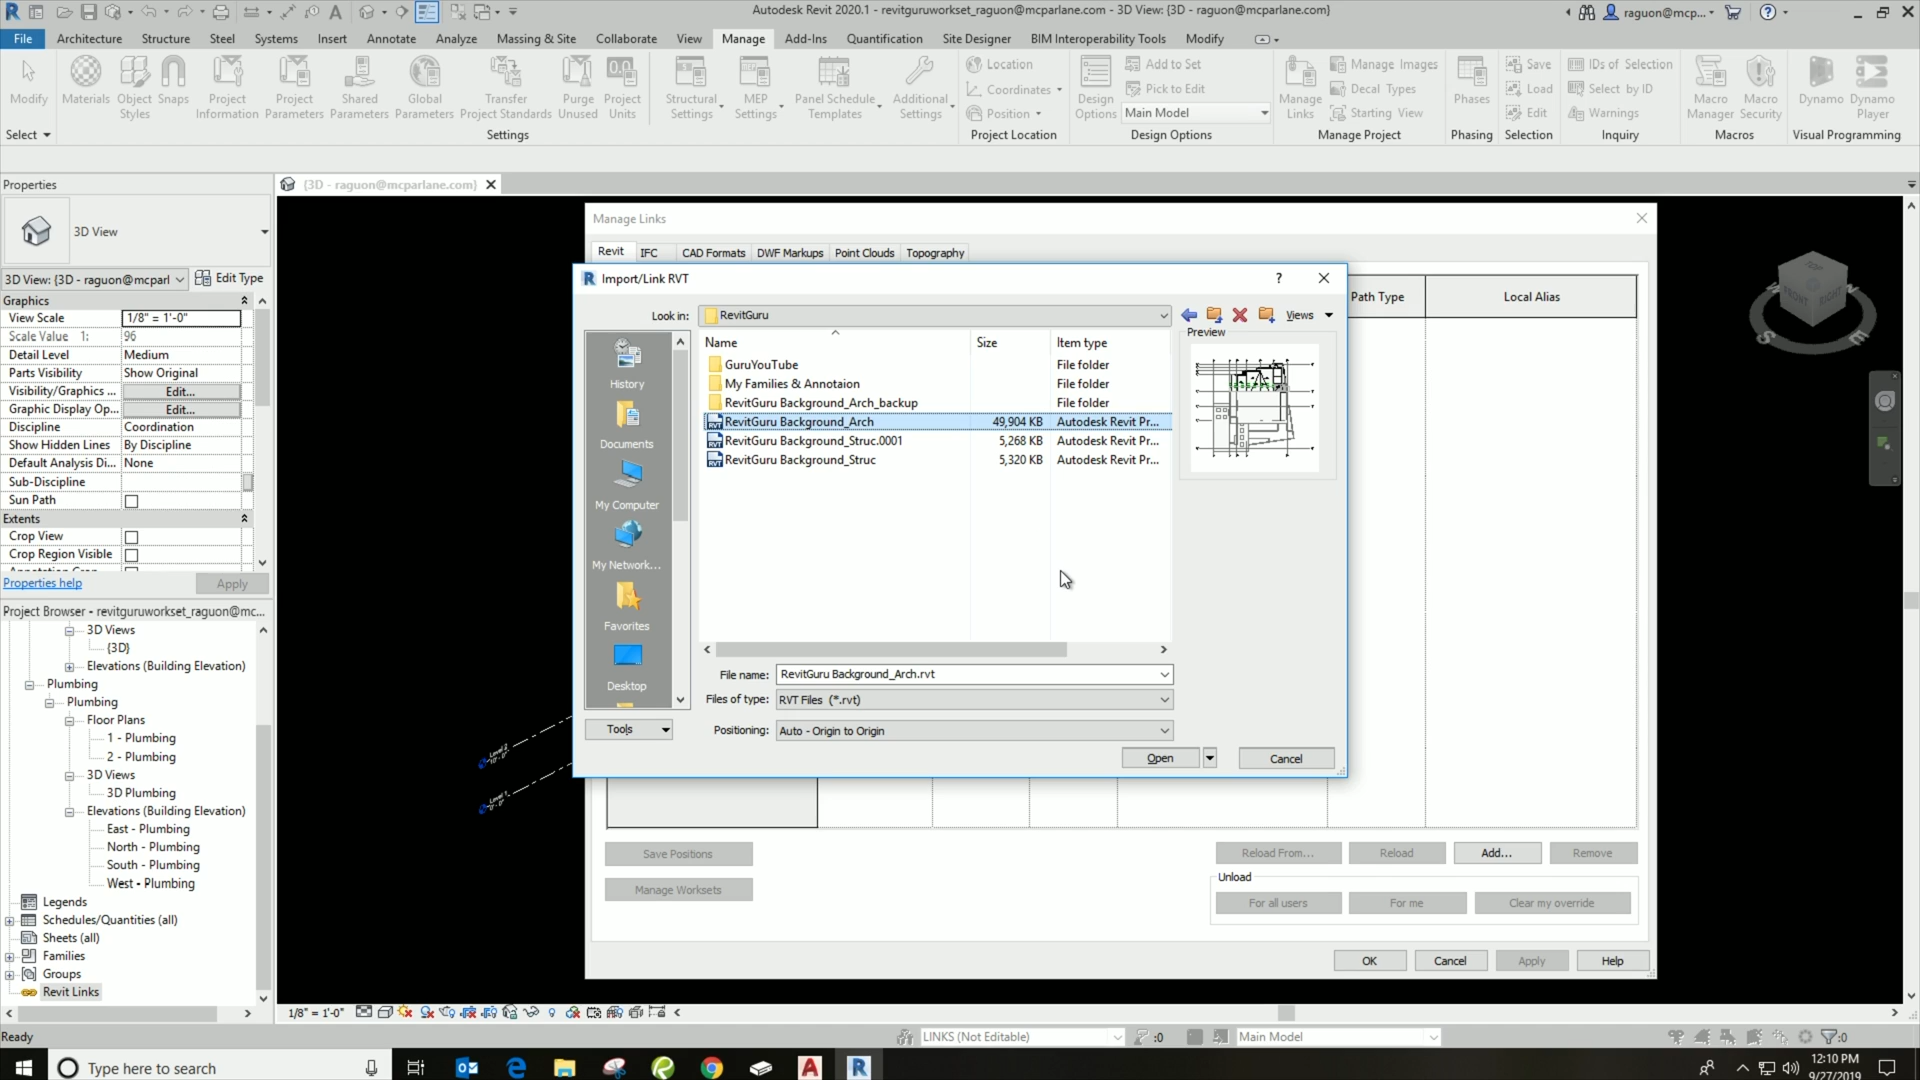 Autodesk Revit 2020.1 - revitguruworkset_raguon@mcparlane.com - 3D View: {3D - raguon@mcparlane.com}
raguon@mcp...
File Architecture Structure Steel Systems Insert Annotate Analyze Massing & Site Collaborate View Manage Add-Ins Quantification Site Designer BIM Interoperability Tools Modify
Modify
Materials
Object Styles
Snaps
Project Information
Project Parameters
Shared Parameters
Global Parameters
Transfer Project Standards
Purge Unused
Project Units
Structural Settings
MEP Settings
Panel Schedule Templates
Additional Settings
Location
Coordinates
Position
Design Options
Add to Set
Pick to Edit
Main Model
Manage Links
Manage Images
Decal Types
Starting View
Phases
Save
Load
Edit
IDs of Selection
Select by ID
Warnings
Macro Manager
Macro Security
Dynamo
Dynamo Player
Select
Settings
Project Location
Design Options
Manage Project
Phasing
Selection
Inquiry
Macros
Visual Programming
Properties
{3D - raguon@mcparlane.com}
3D View
3D View: {3D - raguon@mcparl
Edit Type
Graphics
View Scale 1/8" = 1'-0"
Scale Value 1: 96
Detail Level Medium
Parts Visibility Show Original
Visibility/Graphics ... Edit...
Graphic Display Op... Edit...
Discipline Coordination
Show Hidden Lines By Discipline
Default Analysis Di... None
Sub-Discipline
Sun Path
Extents
Crop View
Crop Region Visible
Properties help
Apply
Project Browser - revitguruworkset_raguon@mc...
3D Views
{3D}
Elevations (Building Elevation)
Plumbing
Plumbing
Floor Plans
1 - Plumbing
2 - Plumbing
3D Views
3D Plumbing
Elevations (Building Elevation)
East - Plumbing
North - Plumbing
South - Plumbing
West - Plumbing
Legends
Schedules/Quantities (all)
Sheets (all)
Families
Groups
Revit Links
Manage Links
Revit IFC CAD Formats DWF Markups Point Clouds Topography
Path Type
Local Alias
Import/Link RVT
Look in: RevitGuru
Views
Preview
Name Size Item type
GuruYouTube File folder
My Families & Annotaion File folder
RevitGuru Background_Arch_backup File folder
RevitGuru Background_Arch 49,904 KB Autodesk Revit Pr...
RevitGuru Background_Struc.0001 5,268 KB Autodesk Revit Pr...
RevitGuru Background_Struc 5,320 KB Autodesk Revit Pr...
History
Documents
My Computer
My Network...
Favorites
Desktop
File name: RevitGuru Background_Arch.rvt
Files of type: RVT Files (*.rvt)
Tools
Positioning: Auto - Origin to Origin
Open
Cancel
Level 2
Level 1
TOP
FRONT
RIGHT
S
E
Save Positions
Manage Worksets
Reload From...
Reload
Add...
Remove
Unload
For all users
For me
Clear my override
OK
Cancel
Apply
Help
1/8" = 1'-0"
Ready
LINKS (Not Editable)
:0
Main Model
:0
Type here to search
12:10 PM
9/27/2019